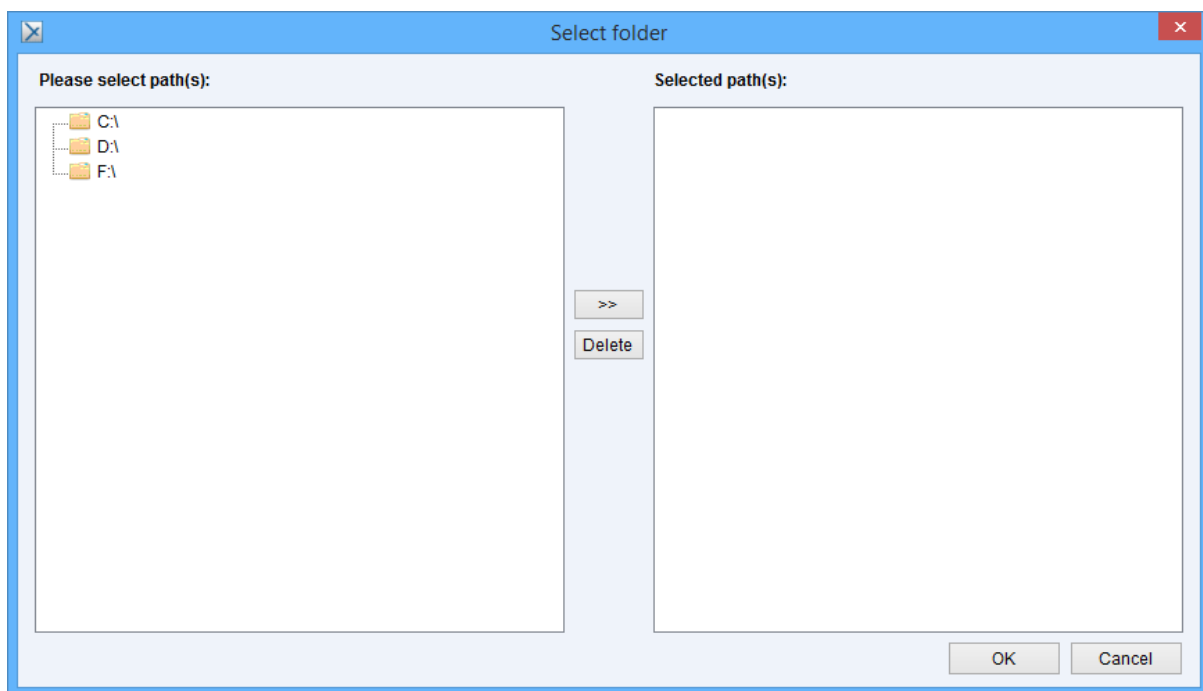 Select folder
Please select path(s):
Selected path(s):
C:\
D:\
F:\
>>
Delete
OK
Cancel